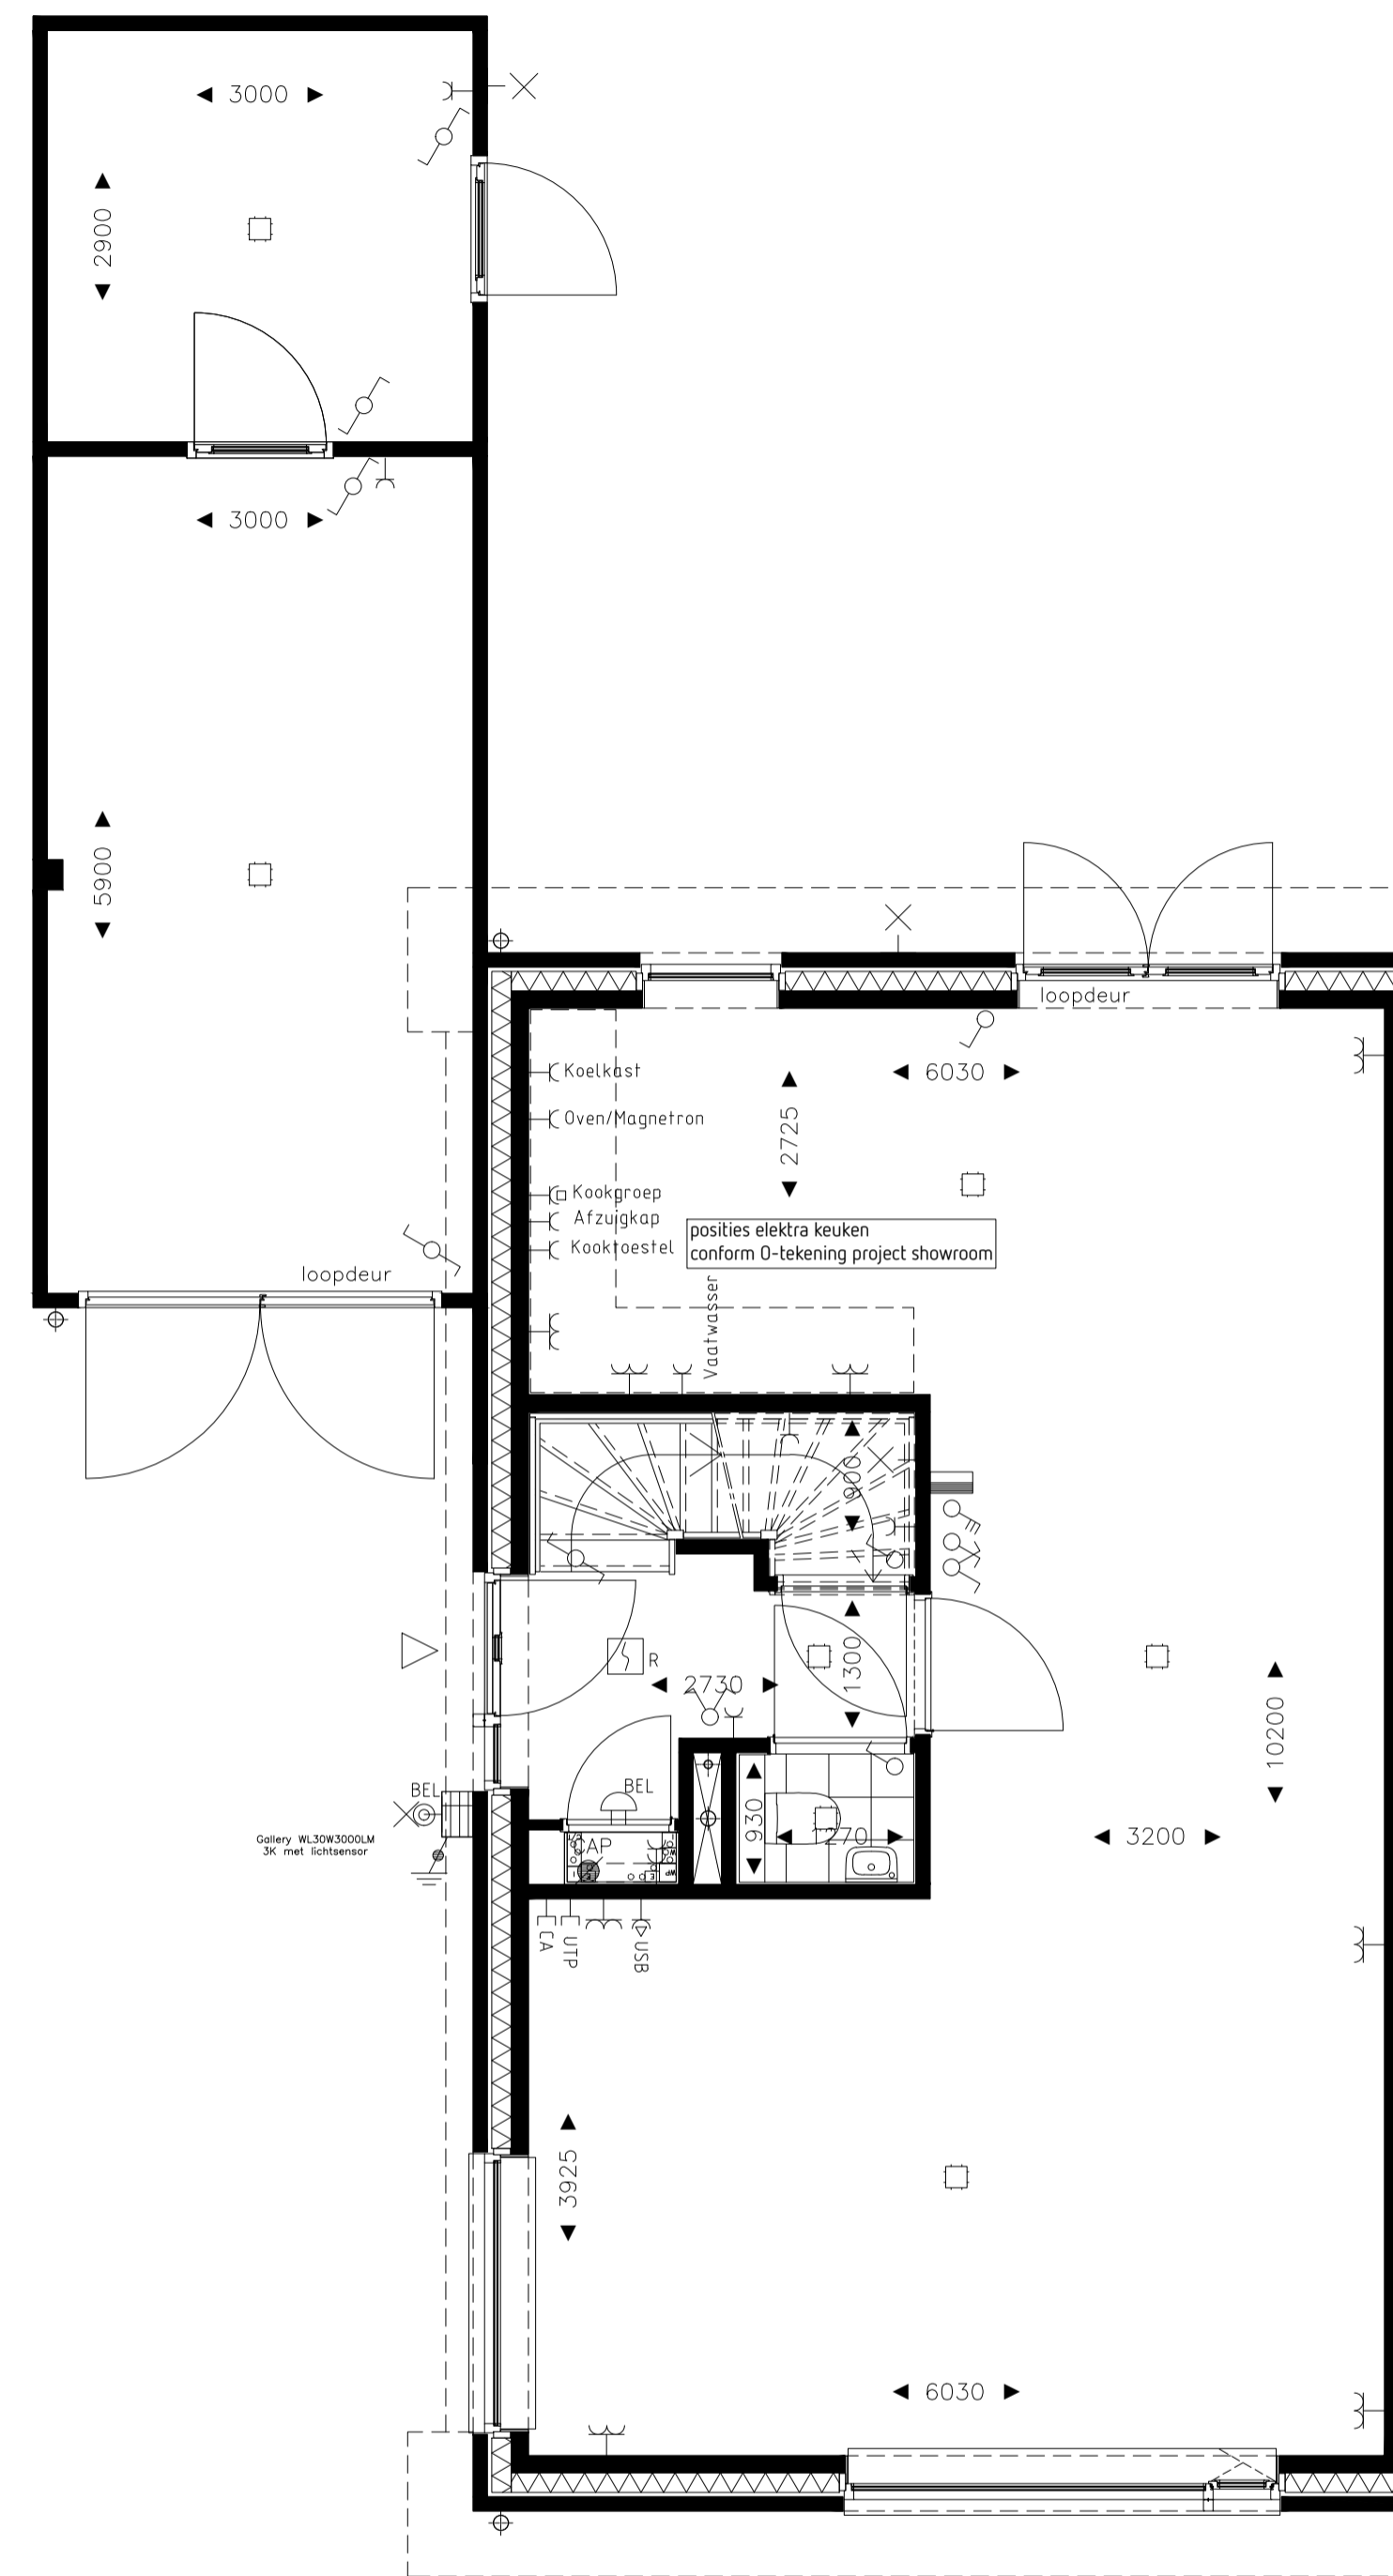 3000
2900
3000
5900
loopdeur
Koelkast
6030
Oven/Magnetron
2725
Kookgroep
Afzuigkap
posities elektra keuken
conform 0-tekening project showroom
Kooktoestel
loopdeur
Vaatwasser
900
1300
R
2730
10200
BEL
BEL
930
Gallery WL30W3000LM
3K met lichtsensor
CAP
3200
CA
UTP
USB
3925
6030